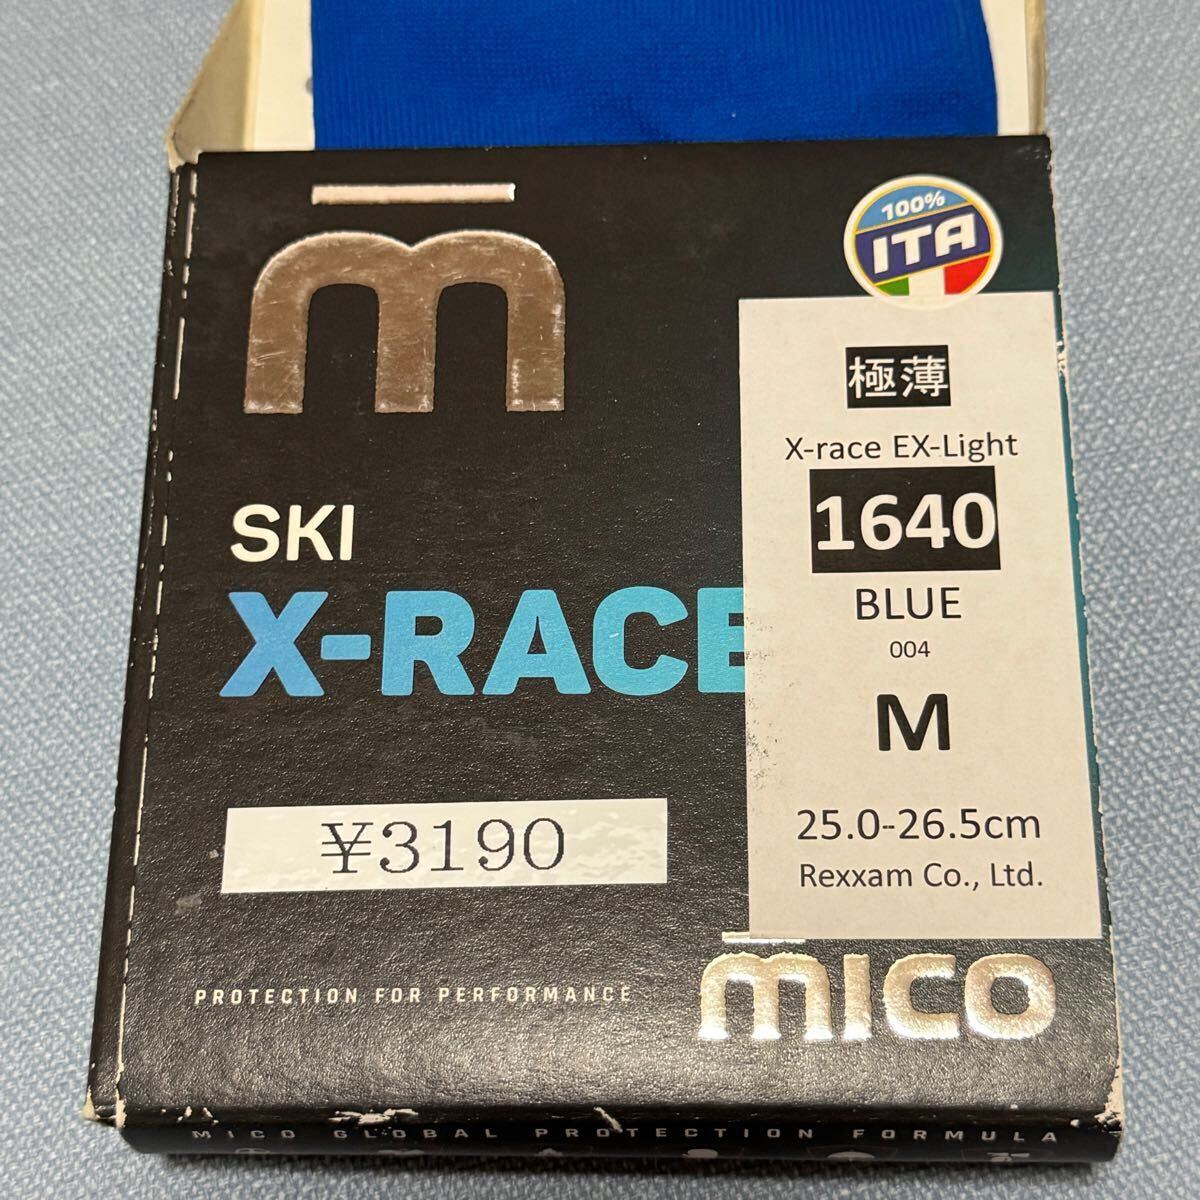 m
100%
ITA
極薄
X-race EX-Light
1640
BLUE
004
M
25.0-26.5cm
Rexxam Co., Ltd.
SKI
X-RACE
¥3190
PROTECTION FOR PERFORMANCE
mico
MICO GLOBAL PROTECTION FORMULA